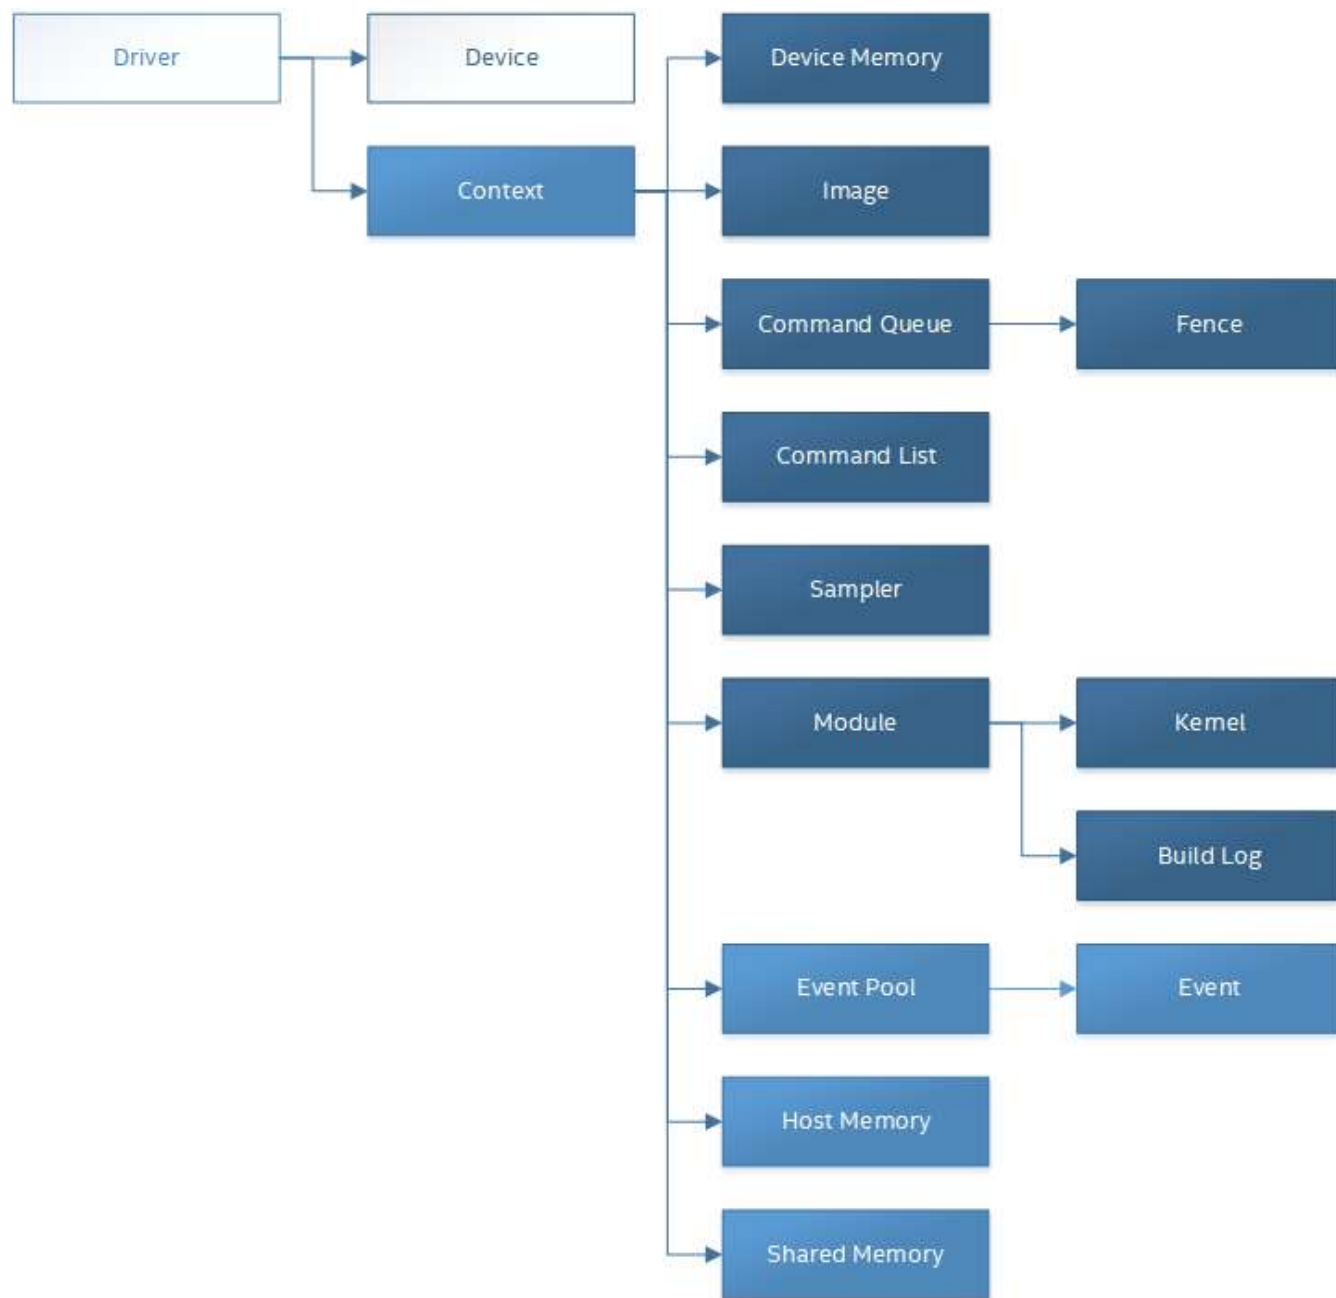 Driver
Device
Device Memory
Context
Image
Command Queue
Fence
Command List
Sampler
Module
Kernel
Build Log
Event Pool
Event
Host Memory
Shared Memory